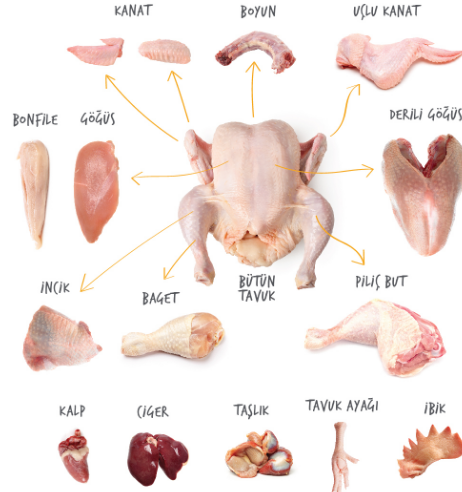 KANAT
BOYUN
UÇLU KANAT
BONFİLE
GÖĞÜS
DERİLİ GÖĞÜS
İNCİK
BAGET
BÜTÜN
TAVUK
PİLİÇ BUT
KALP
CİGER
TAŞLIK
TAVUK AYAĞI
İBİK